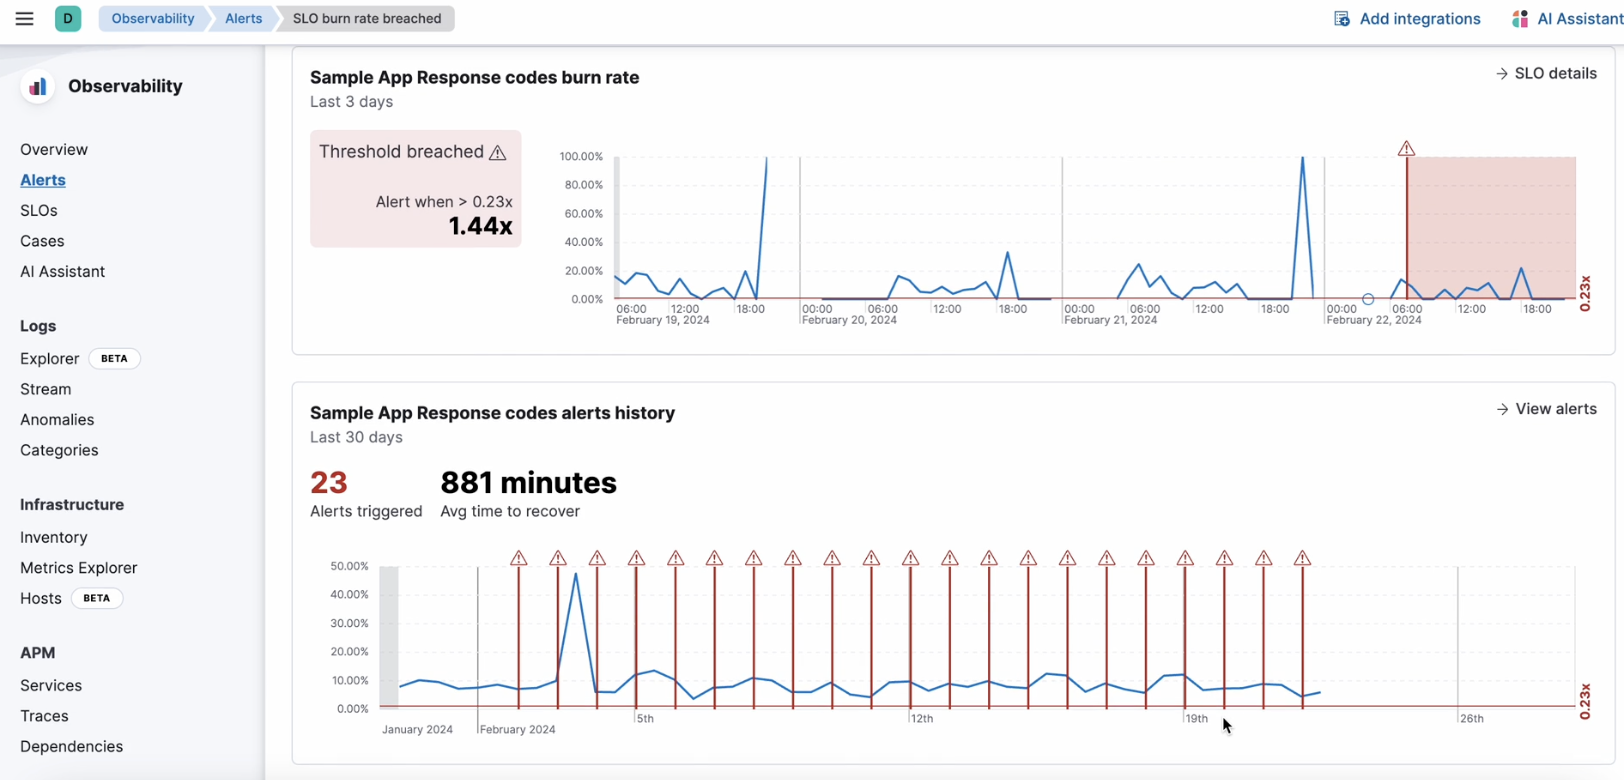 D Observability Alerts SLO burn rate breached Add integrations AI Assistant
Observability
Overview
Alerts
SLOs
Cases
AI Assistant
Logs
Explorer BETA
Stream
Anomalies
Categories
Infrastructure
Inventory
Metrics Explorer
Hosts BETA
APM
Services
Traces
Dependencies
Sample App Response codes burn rate
→ SLO details
Last 3 days
Threshold breached
Alert when > 0.23x
1.44x
100.00%
80.00%
60.00%
40.00%
20.00%
0.00%
0.23x
06:00 12:00 18:00 00:00 06:00 12:00 18:00 00:00 06:00 12:00 18:00 00:00 06:00 12:00 18:00
February 19, 2024 February 20, 2024 February 21, 2024 February 22, 2024
Sample App Response codes alerts history
→ View alerts
Last 30 days
23 881 minutes
Alerts triggered Avg time to recover
50.00%
40.00%
30.00%
20.00%
10.00%
0.00%
0.23x
5th 12th 19th 26th
January 2024 February 2024